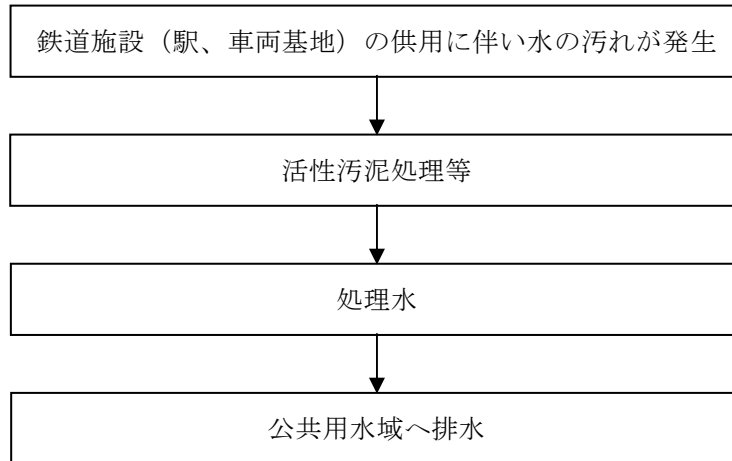 鉄道施設（駅、車両基地）の供用に伴い水の汚れが発生
活性汚泥処理等
処理水
公共用水域へ排水